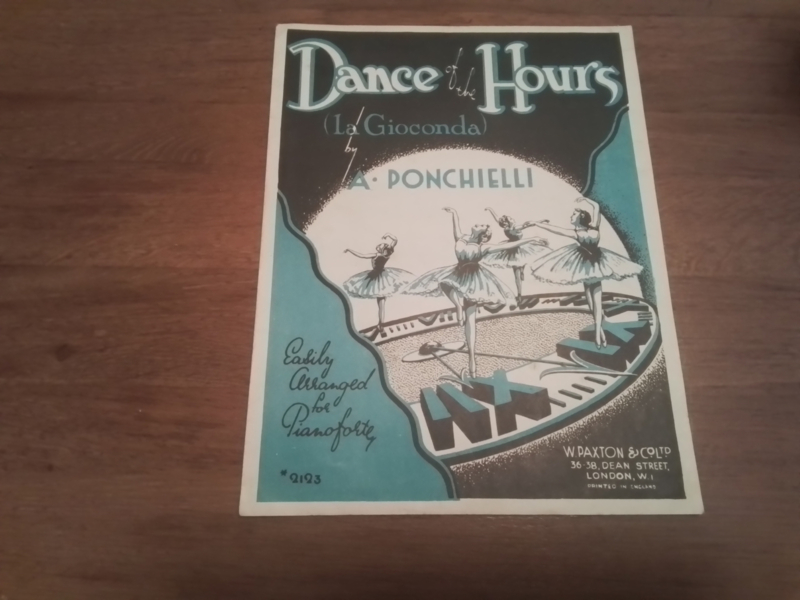 Dance of the Hours
(La Gioconda)
by
A. PONCHIELLI
Easily
Arranged
for
Pianoforte
IX
W. PAXTON & CO LTD
36-38, DEAN STREET,
LONDON, W.1
PRINTED IN ENGLAND
*2123